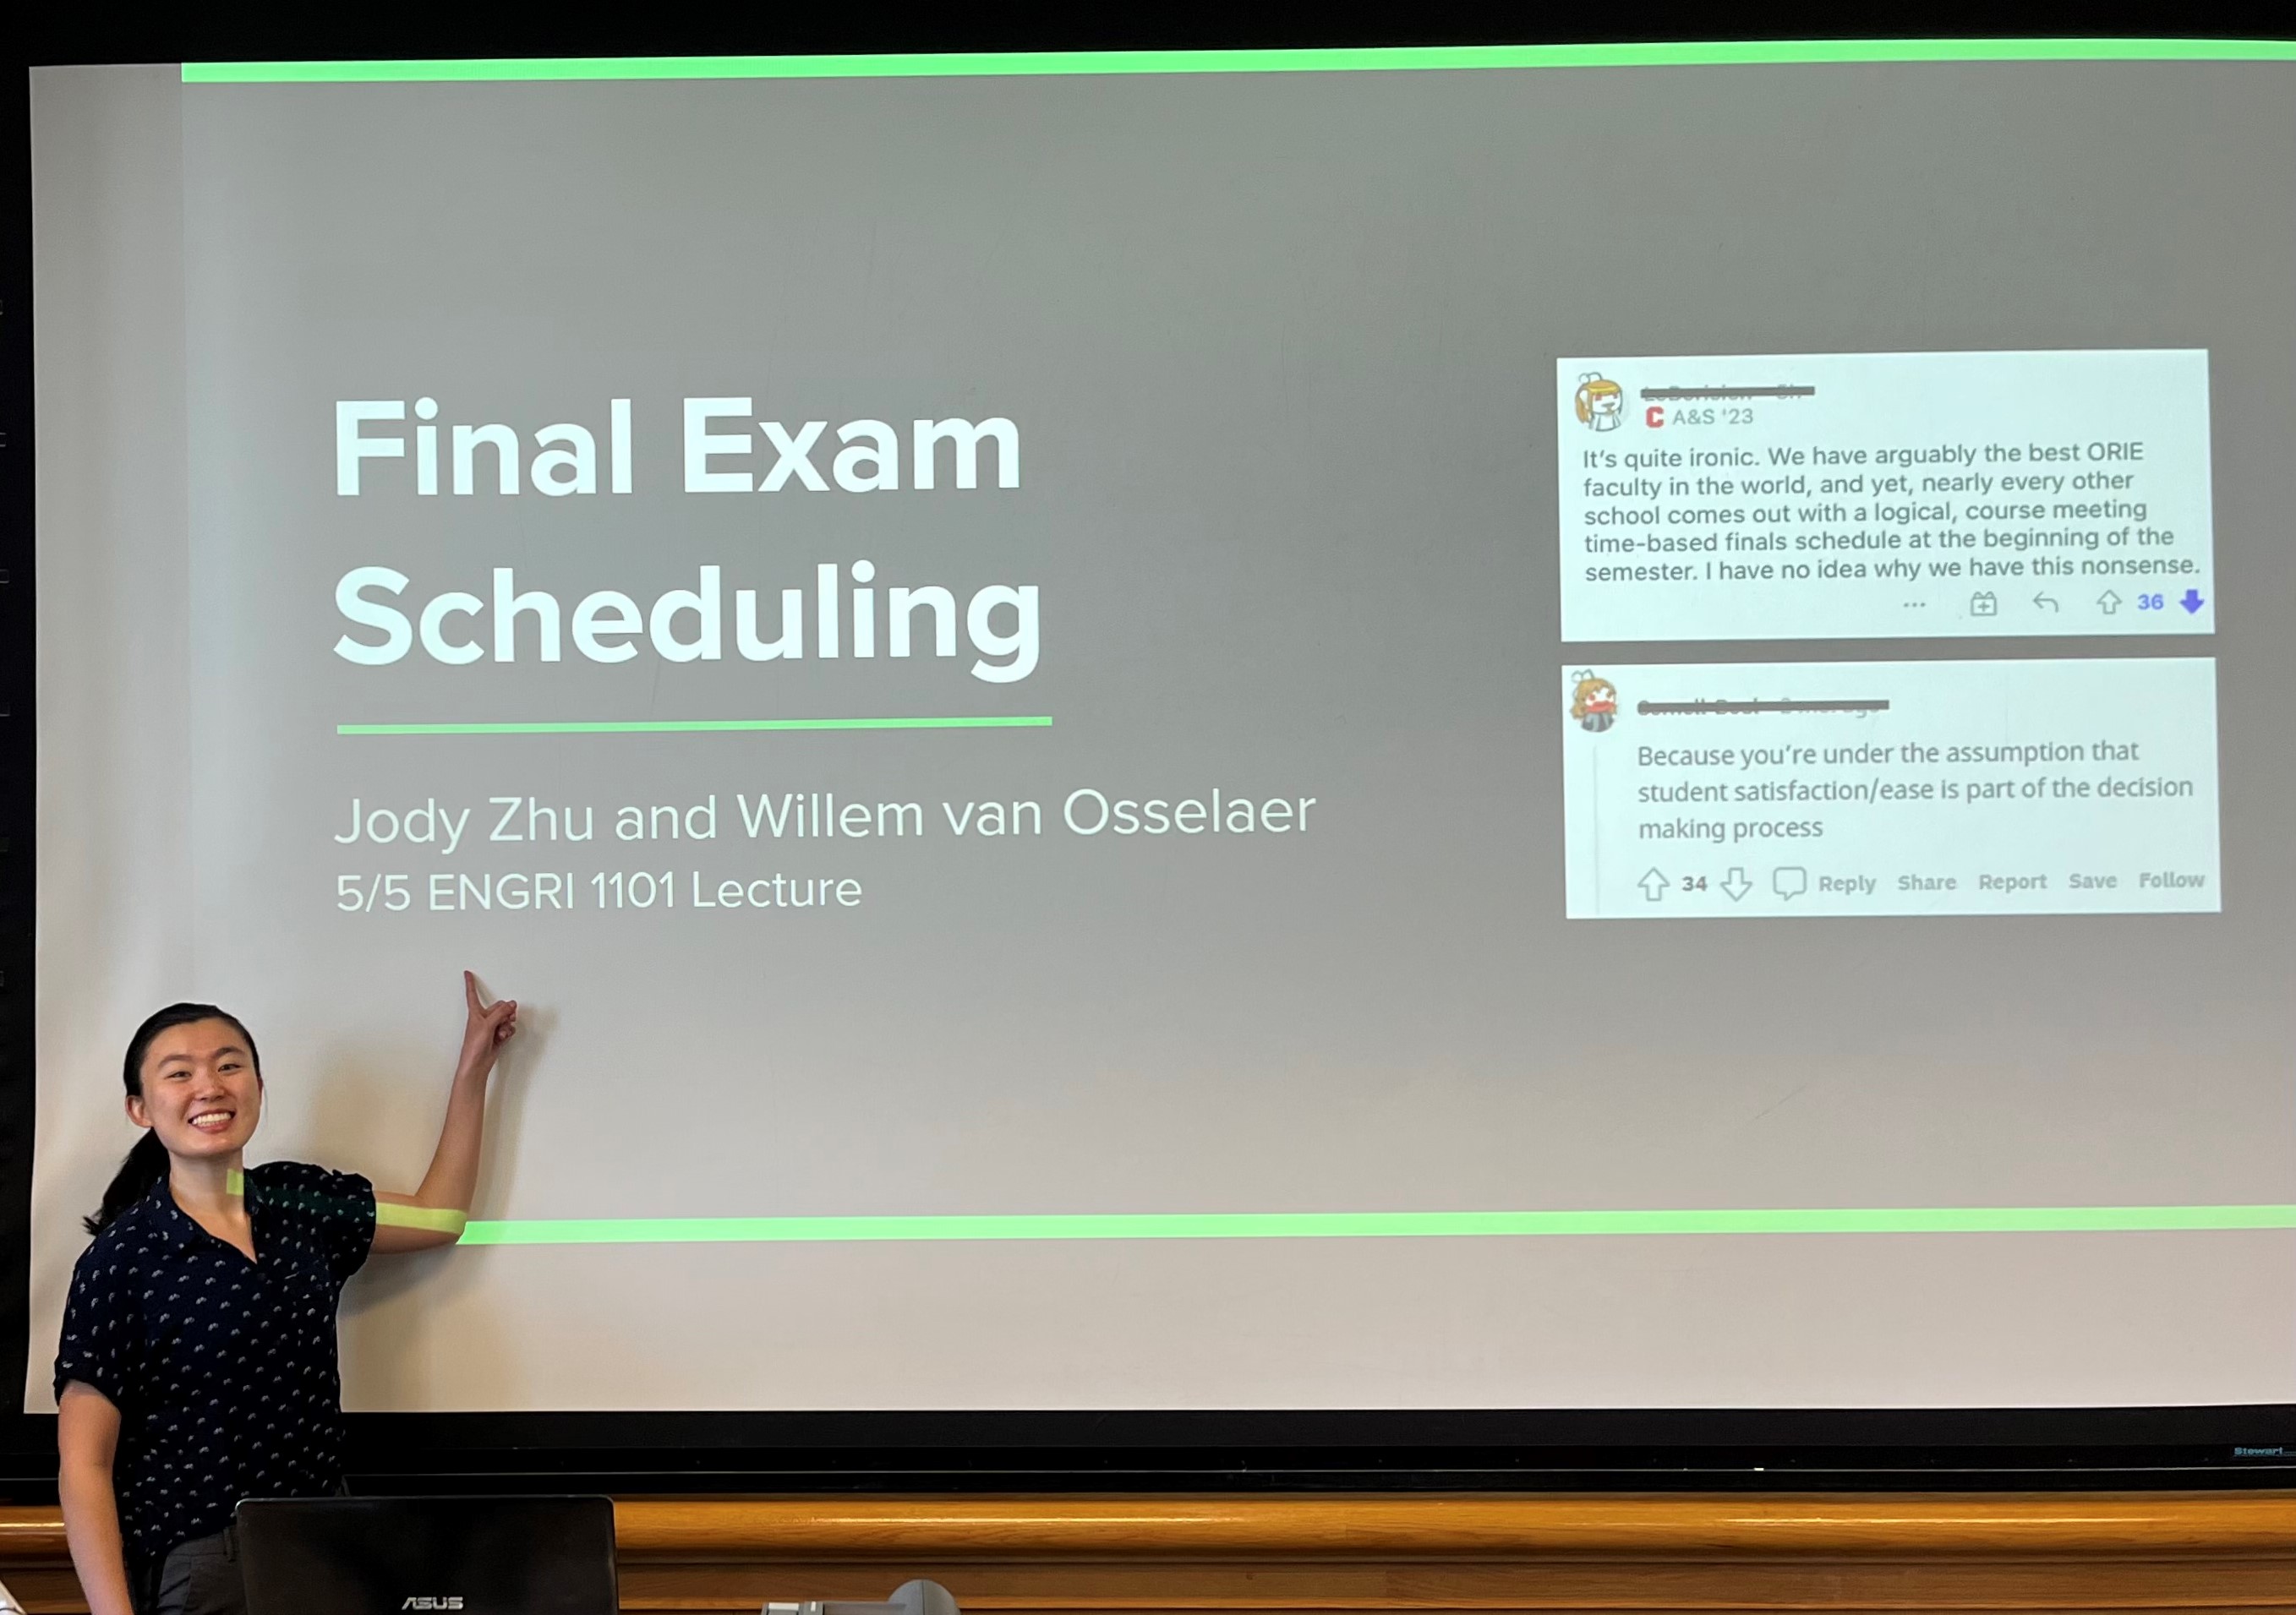 Final Exam
Scheduling
Jody Zhu and Willem van Osselaer
5/5 ENGRI 1101 Lecture
C A&S '23
It's quite ironic. We have arguably the best ORIE
faculty in the world, and yet, nearly every other
school comes out with a logical, course meeting
time-based finals schedule at the beginning of the
semester. I have no idea why we have this nonsense.
36
Because you're under the assumption that
student satisfaction/ease is part of the decision
making process
34 Reply Share Report Save Follow
Stewart
ASUS